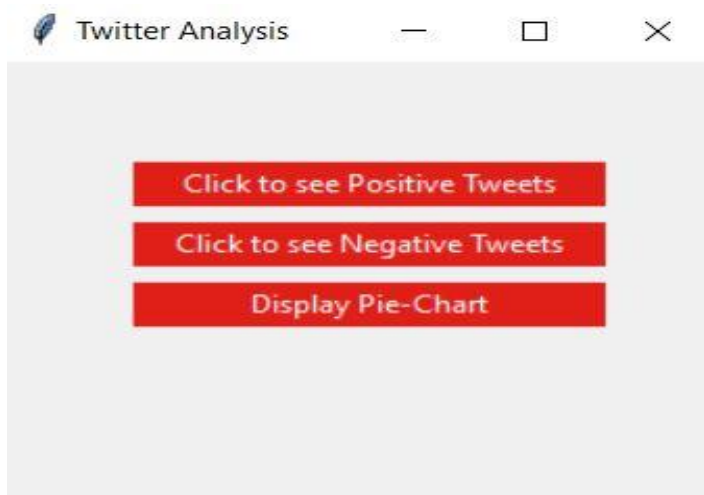 Twitter Analysis
Click to see Positive Tweets
Click to see Negative Tweets
Display Pie-Chart